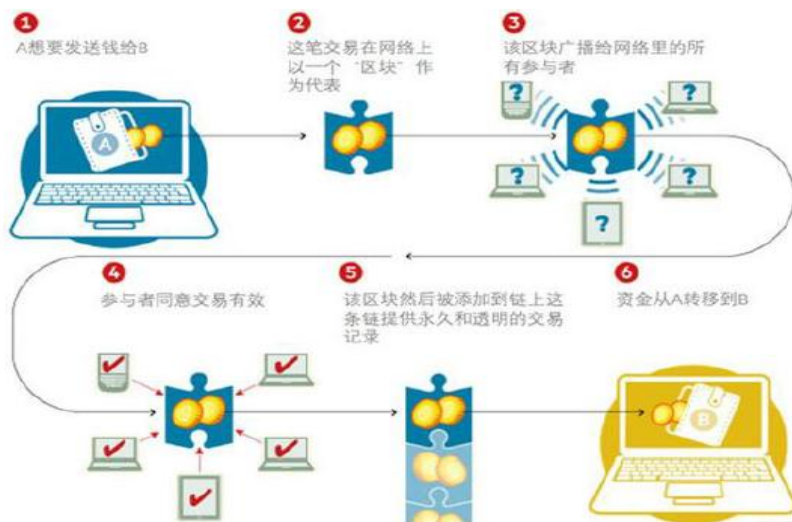 1
A想要发送钱给B
2
这笔交易在网络上
以一个“区块”作
为代表
3
该区块广播给网络里的所
有参与者
A
?
?
?
?
?
4
参与者同意交易有效
5
该区块然后被添加到链上这
条链提供永久和透明的交易
记录
6
资金从A转移到B
B